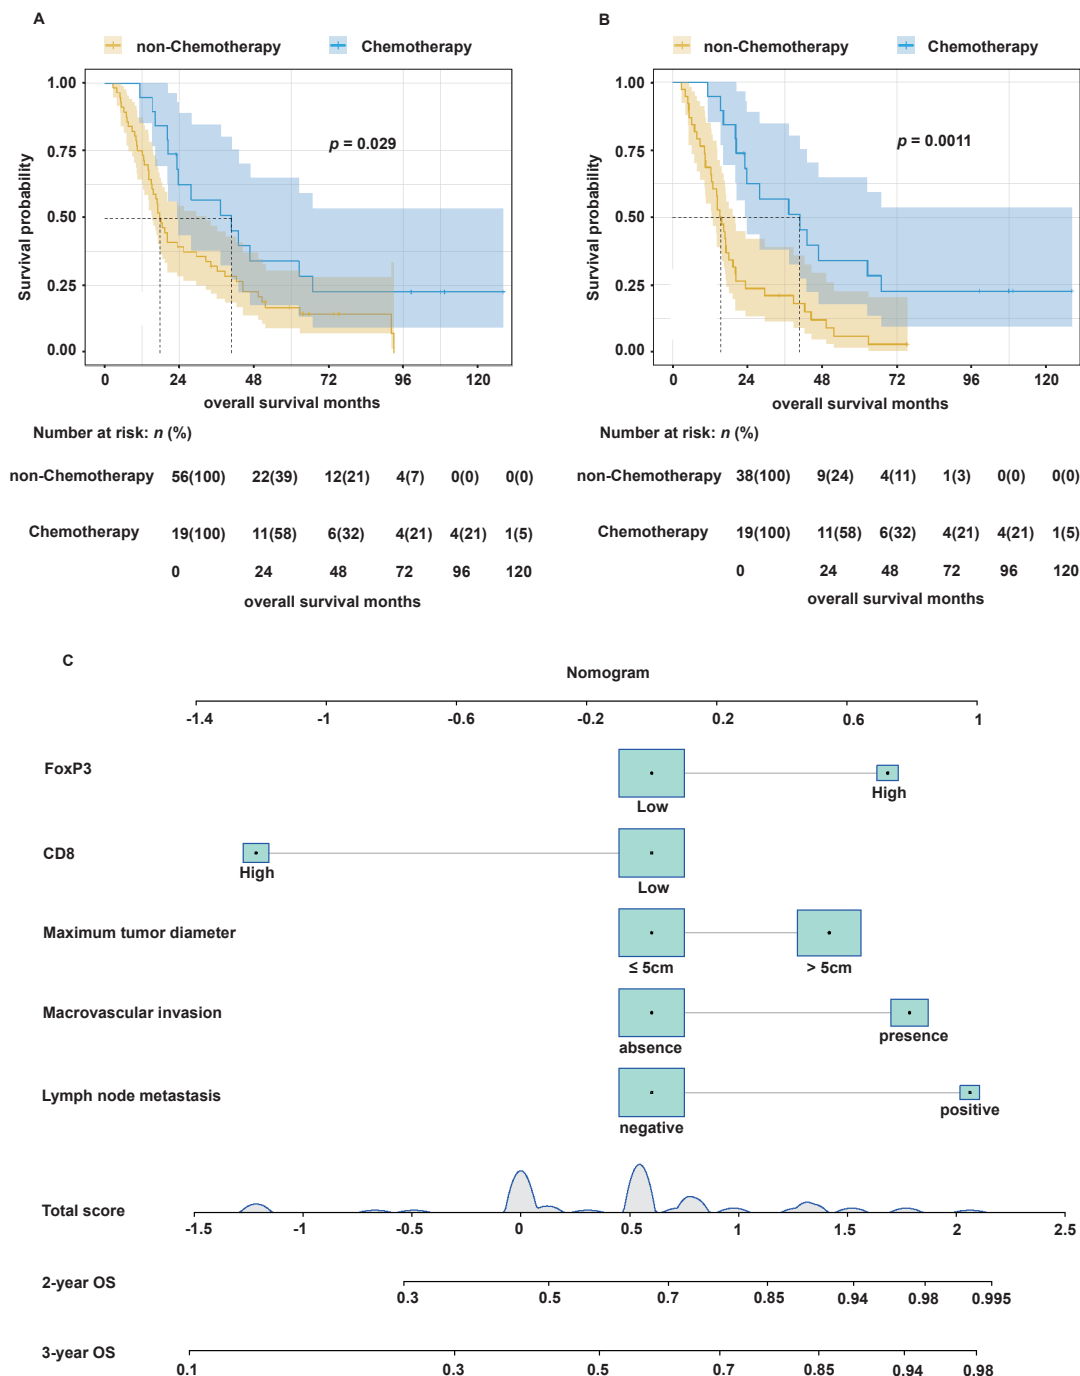 A
non-Chemotherapy
Chemotherapy
1.00
0.75
0.50
0.25
0.00
Survival probability
p = 0.029
0 24 48 72 96 120
overall survival months
Number at risk: n (%)
non-Chemotherapy 56(100) 22(39) 12(21) 4(7) 0(0) 0(0)
Chemotherapy 19(100) 11(58) 6(32) 4(21) 4(21) 1(5)
0 24 48 72 96 120
overall survival months
B
non-Chemotherapy
Chemotherapy
1.00
0.75
0.50
0.25
0.00
Survival probability
p = 0.0011
0 24 48 72 96 120
overall survival months
Number at risk: n (%)
non-Chemotherapy 38(100) 9(24) 4(11) 1(3) 0(0) 0(0)
Chemotherapy 19(100) 11(58) 6(32) 4(21) 4(21) 1(5)
0 24 48 72 96 120
overall survival months
C
Nomogram
-1.4 -1 -0.6 -0.2 0.2 0.6 1
FoxP3
Low
High
CD8
High
Low
Maximum tumor diameter
≤ 5cm
> 5cm
Macrovascular invasion
absence
presence
Lymph node metastasis
negative
positive
Total score
-1.5 -1 -0.5 0 0.5 1 1.5 2 2.5
2-year OS
0.3 0.5 0.7 0.85 0.94 0.98 0.995
3-year OS
0.1 0.3 0.5 0.7 0.85 0.94 0.98